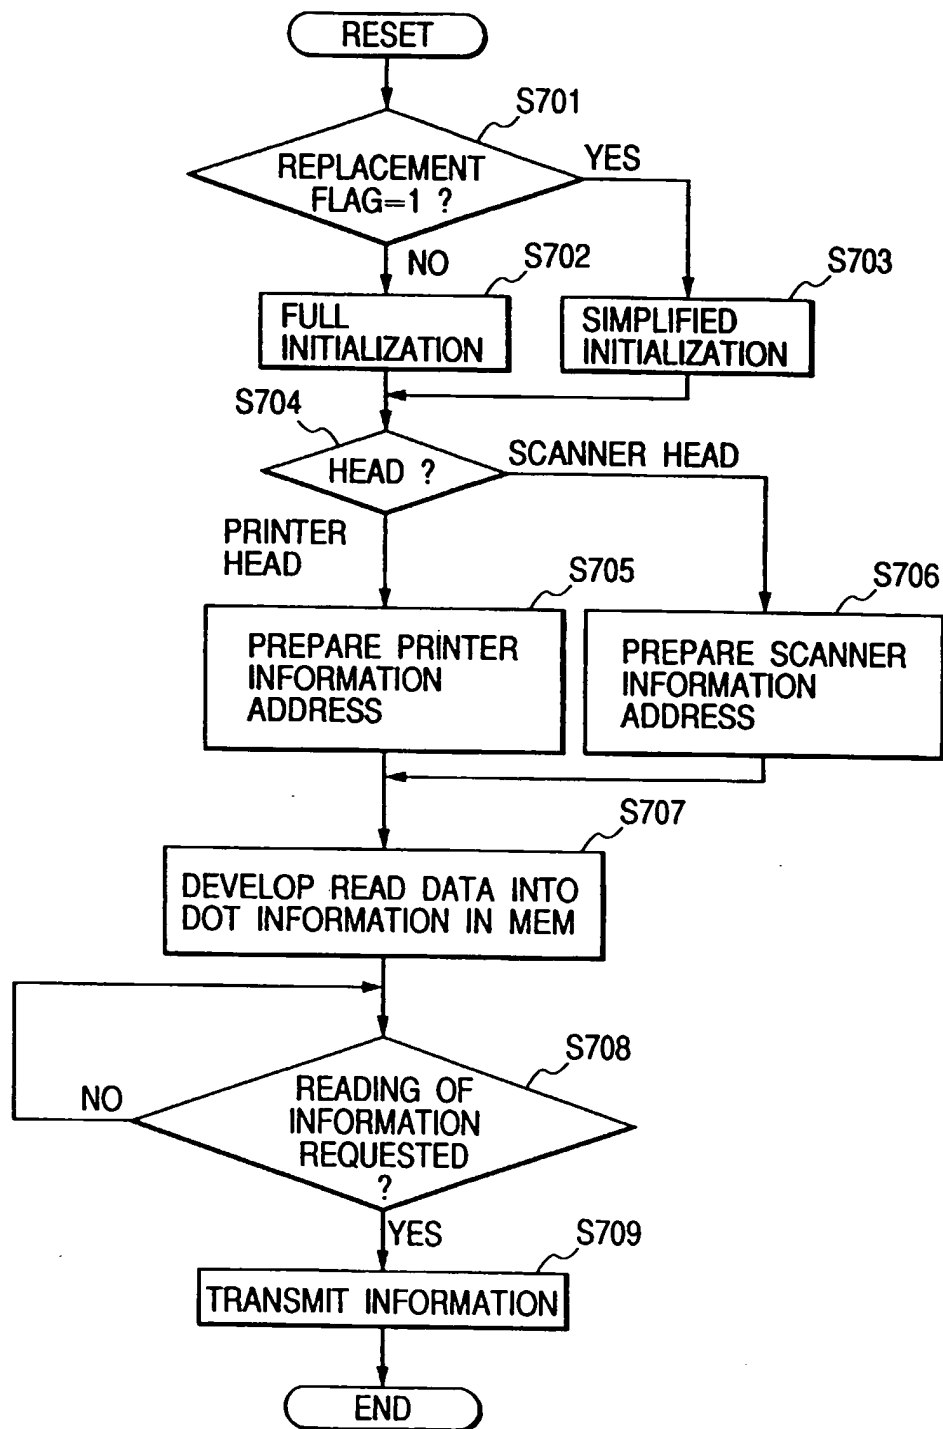 RESET
S701
REPLACEMENT
FLAG=1 ?
YES
NO
S702
S703
FULL
INITIALIZATION
SIMPLIFIED
INITIALIZATION
S704
HEAD ?
SCANNER HEAD
PRINTER
HEAD
S705
S706
PREPARE PRINTER
INFORMATION
ADDRESS
PREPARE SCANNER
INFORMATION
ADDRESS
S707
DEVELOP READ DATA INTO
DOT INFORMATION IN MEM
S708
READING OF
INFORMATION
REQUESTED
?
NO
YES
S709
TRANSMIT INFORMATION
END